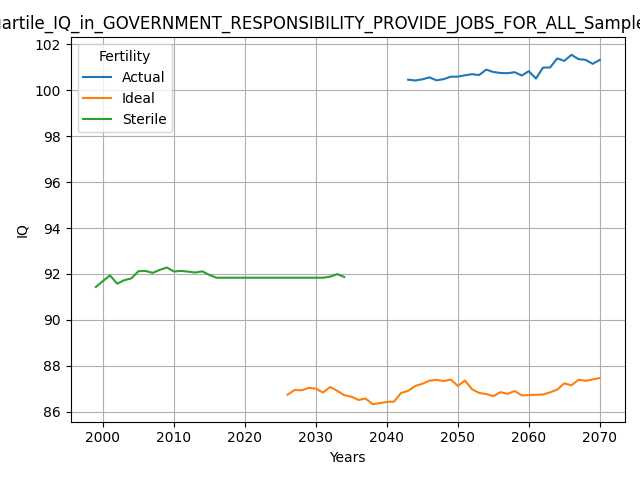 artile_IQ_in_GOVERNMENT_RESPONSIBILITY_PROVIDE_JOBS_FOR_ALL_Sample
Fertility
Actual
Ideal
Sterile
102
100
98
96
94
92
90
88
86
IQ
2000 2010 2020 2030 2040 2050 2060 2070
Years